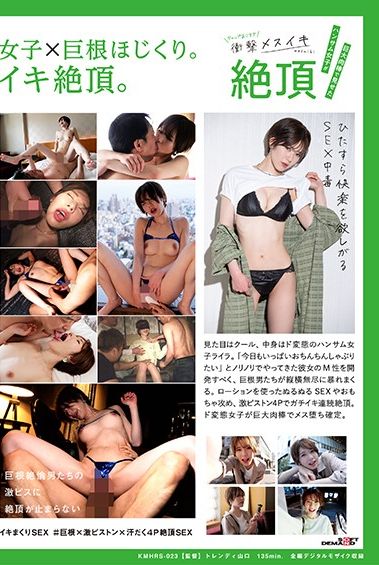 女子×巨根ほじくり。
イキ絶頂。
衝撃メスイキ
絶頂
ひたすら快楽を欲しがる
SEX中毒
見た目はクール、中身はド変態のハンサム女
子ライラ。「今日もいっぱいおちんちんしゃぶり
たい」とノリノリでやってきた彼女のM性を開
発すべく、巨根男たちが縦横無尽に暴れまく
る。ローションを使ったぬるぬるSEXやおも
ちゃ攻め、激ピストン4Pでガチイキ連続絶頂。
ド変態女子が巨大肉棒でメス堕ち確定。
巨根絶倫男たちの
激ピスに
絶頂が止まらない
イキまくりSEX #巨根×激ピストン×汗だく4P絶頂SEX
KMHRS-023【監督】トレンディ山口 135min. 全編デジタルモザイク収録
SOFT ON DEMAND